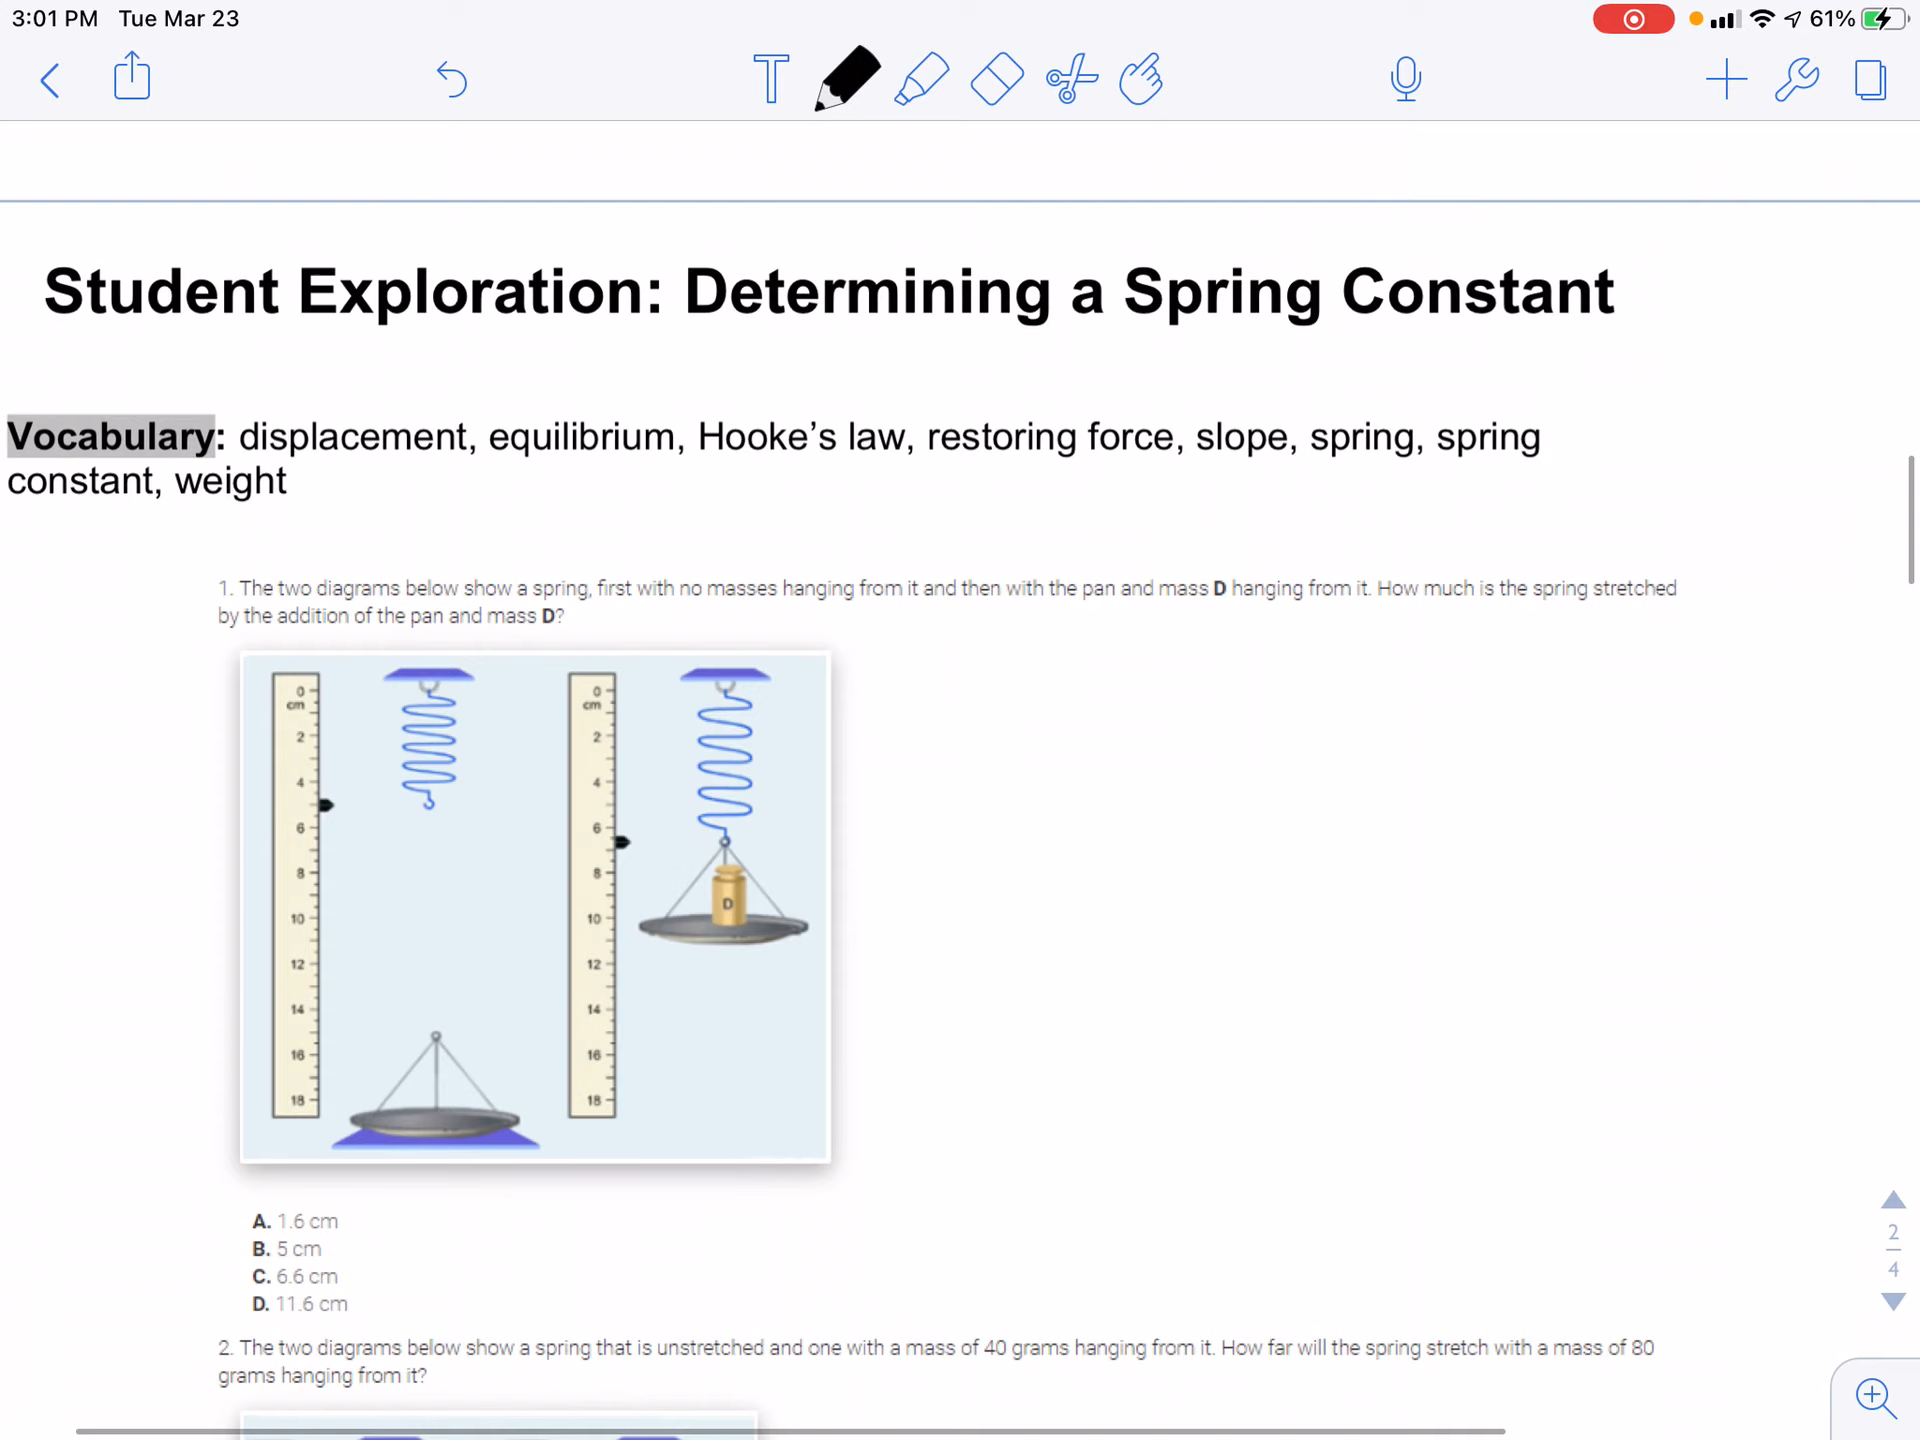 3:01 PM Tue Mar 23
61%
T
Student Exploration: Determining a Spring Constant
Vocabulary: displacement, equilibrium, Hooke’s law, restoring force, slope, spring, spring
constant, weight
1. The two diagrams below show a spring, first with no masses hanging from it and then with the pan and mass D hanging from it. How much is the spring stretched
by the addition of the pan and mass D?
0
cm
2
4
6
8
10
12
14
16
18
0
cm
2
4
6
8
10
12
14
16
18
D
A. 1.6 cm
B. 5 cm
C. 6.6 cm
D. 11.6 cm
2. The two diagrams below show a spring that is unstretched and one with a mass of 40 grams hanging from it. How far will the spring stretch with a mass of 80
grams hanging from it?
2
4